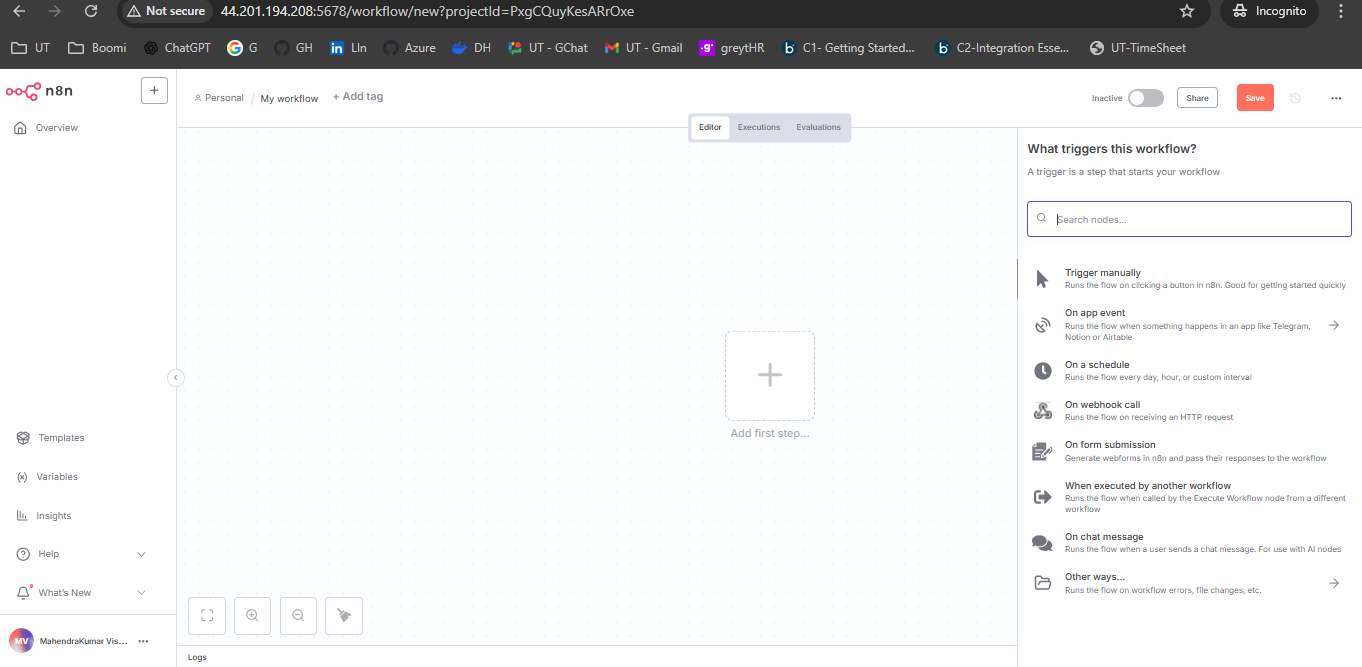 Not secure
44.201.194.208:5678/workflow/new?projectId=PxgCQuyKesARrOxe
Incognito
UT
Boomi
ChatGPT
G
GH
LIn
Azure
DH
UT - GChat
UT - Gmail
greytHR
C1- Getting Started...
C2-Integration Esse...
UT-TimeSheet
n8n
Overview
Templates
Variables
Insights
Help
What's New
MV
MahendraKumar Vis...
Personal / My workflow + Add tag
Inactive
Share
Save
Editor
Executions
Evaluations
Add first step...
Logs
What triggers this workflow?
A trigger is a step that starts your workflow
Search nodes...
Trigger manually
Runs the flow on clicking a button in n8n. Good for getting started quickly
On app event
Runs the flow when something happens in an app like Telegram,
Notion or Airtable
On a schedule
Runs the flow every day, hour, or custom interval
On webhook call
Runs the flow on receiving an HTTP request
On form submission
Generate webforms in n8n and pass their responses to the workflow
When executed by another workflow
Runs the flow when called by the Execute Workflow node from a different
workflow
On chat message
Runs the flow when a user sends a chat message. For use with AI nodes
Other ways...
Runs the flow on workflow errors, file changes, etc.